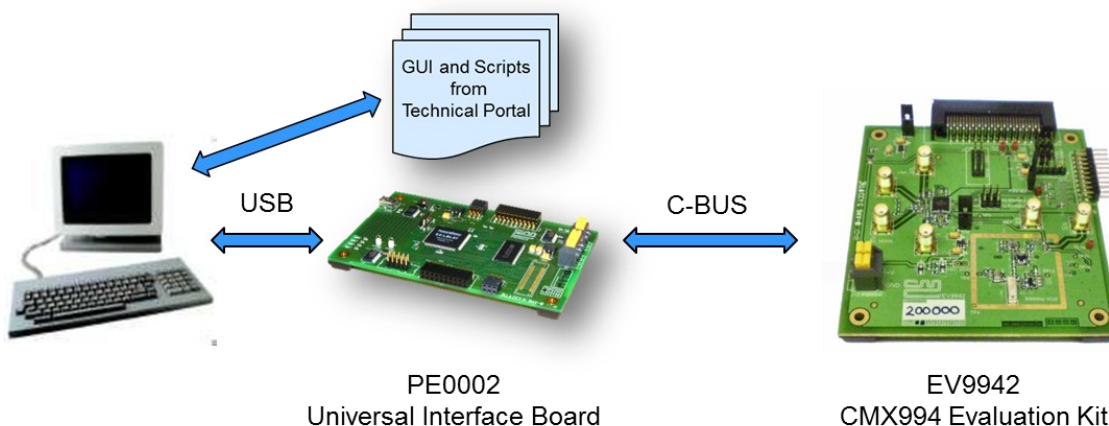 GUI and Scripts
from
Technical Portal
USB
C-BUS
200000
PE0002
Universal Interface Board
EV9942
CMX994 Evaluation Kit